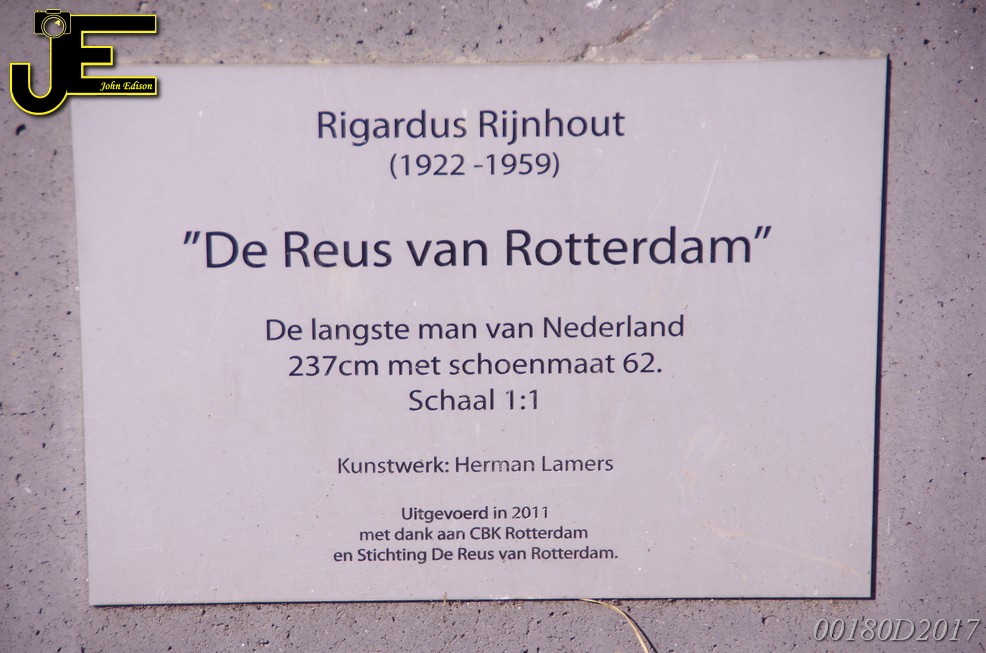 JE
John Edison
Rigardus Rijnhout
(1922 -1959)
"De Reus van Rotterdam"
De langste man van Nederland
237cm met schoenmaat 62.
Schaal 1:1
Kunstwerk: Herman Lamers
Uitgevoerd in 2011
met dank aan CBK Rotterdam
en Stichting De Reus van Rotterdam.
00180D2017